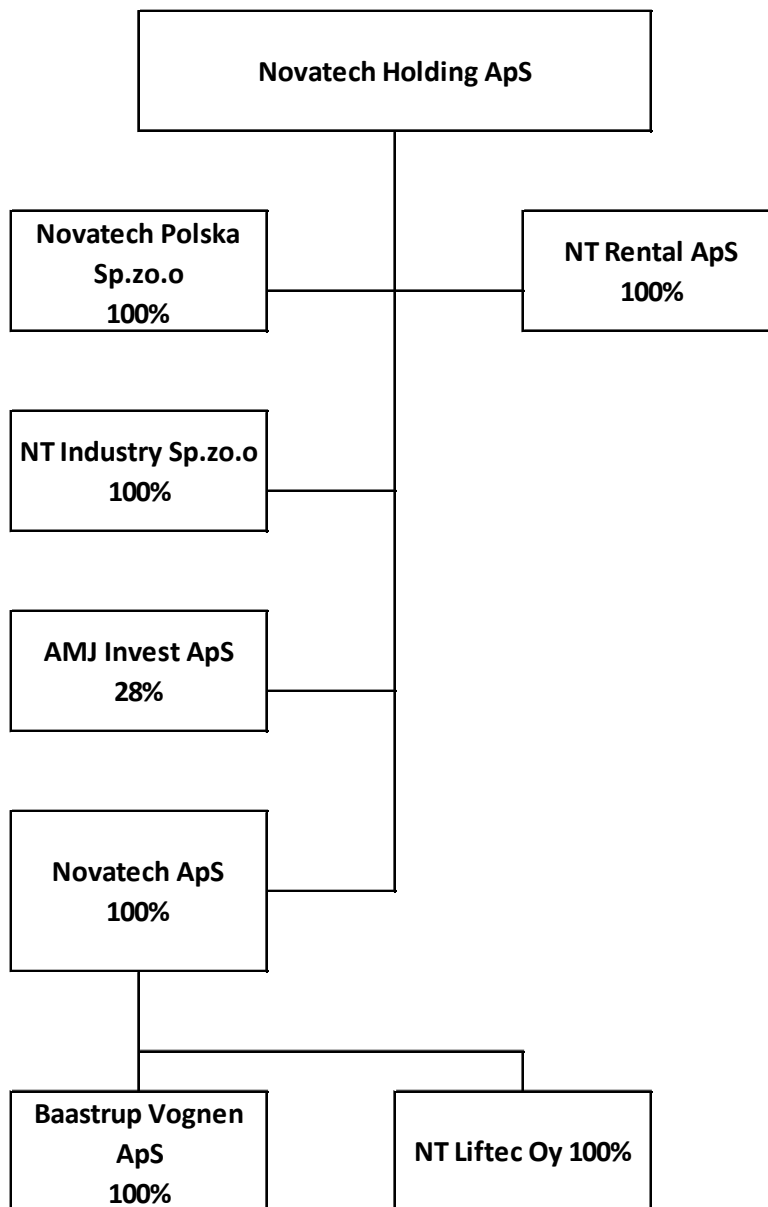 Novatech Holding ApS
Novatech Polska
Sp.zo.o
100%
NT Rental ApS
100%
NT Industry Sp.zo.o
100%
AMJ Invest ApS
28%
Novatech ApS
100%
Baastrup Vognen
ApS
100%
NT Liftec Oy 100%